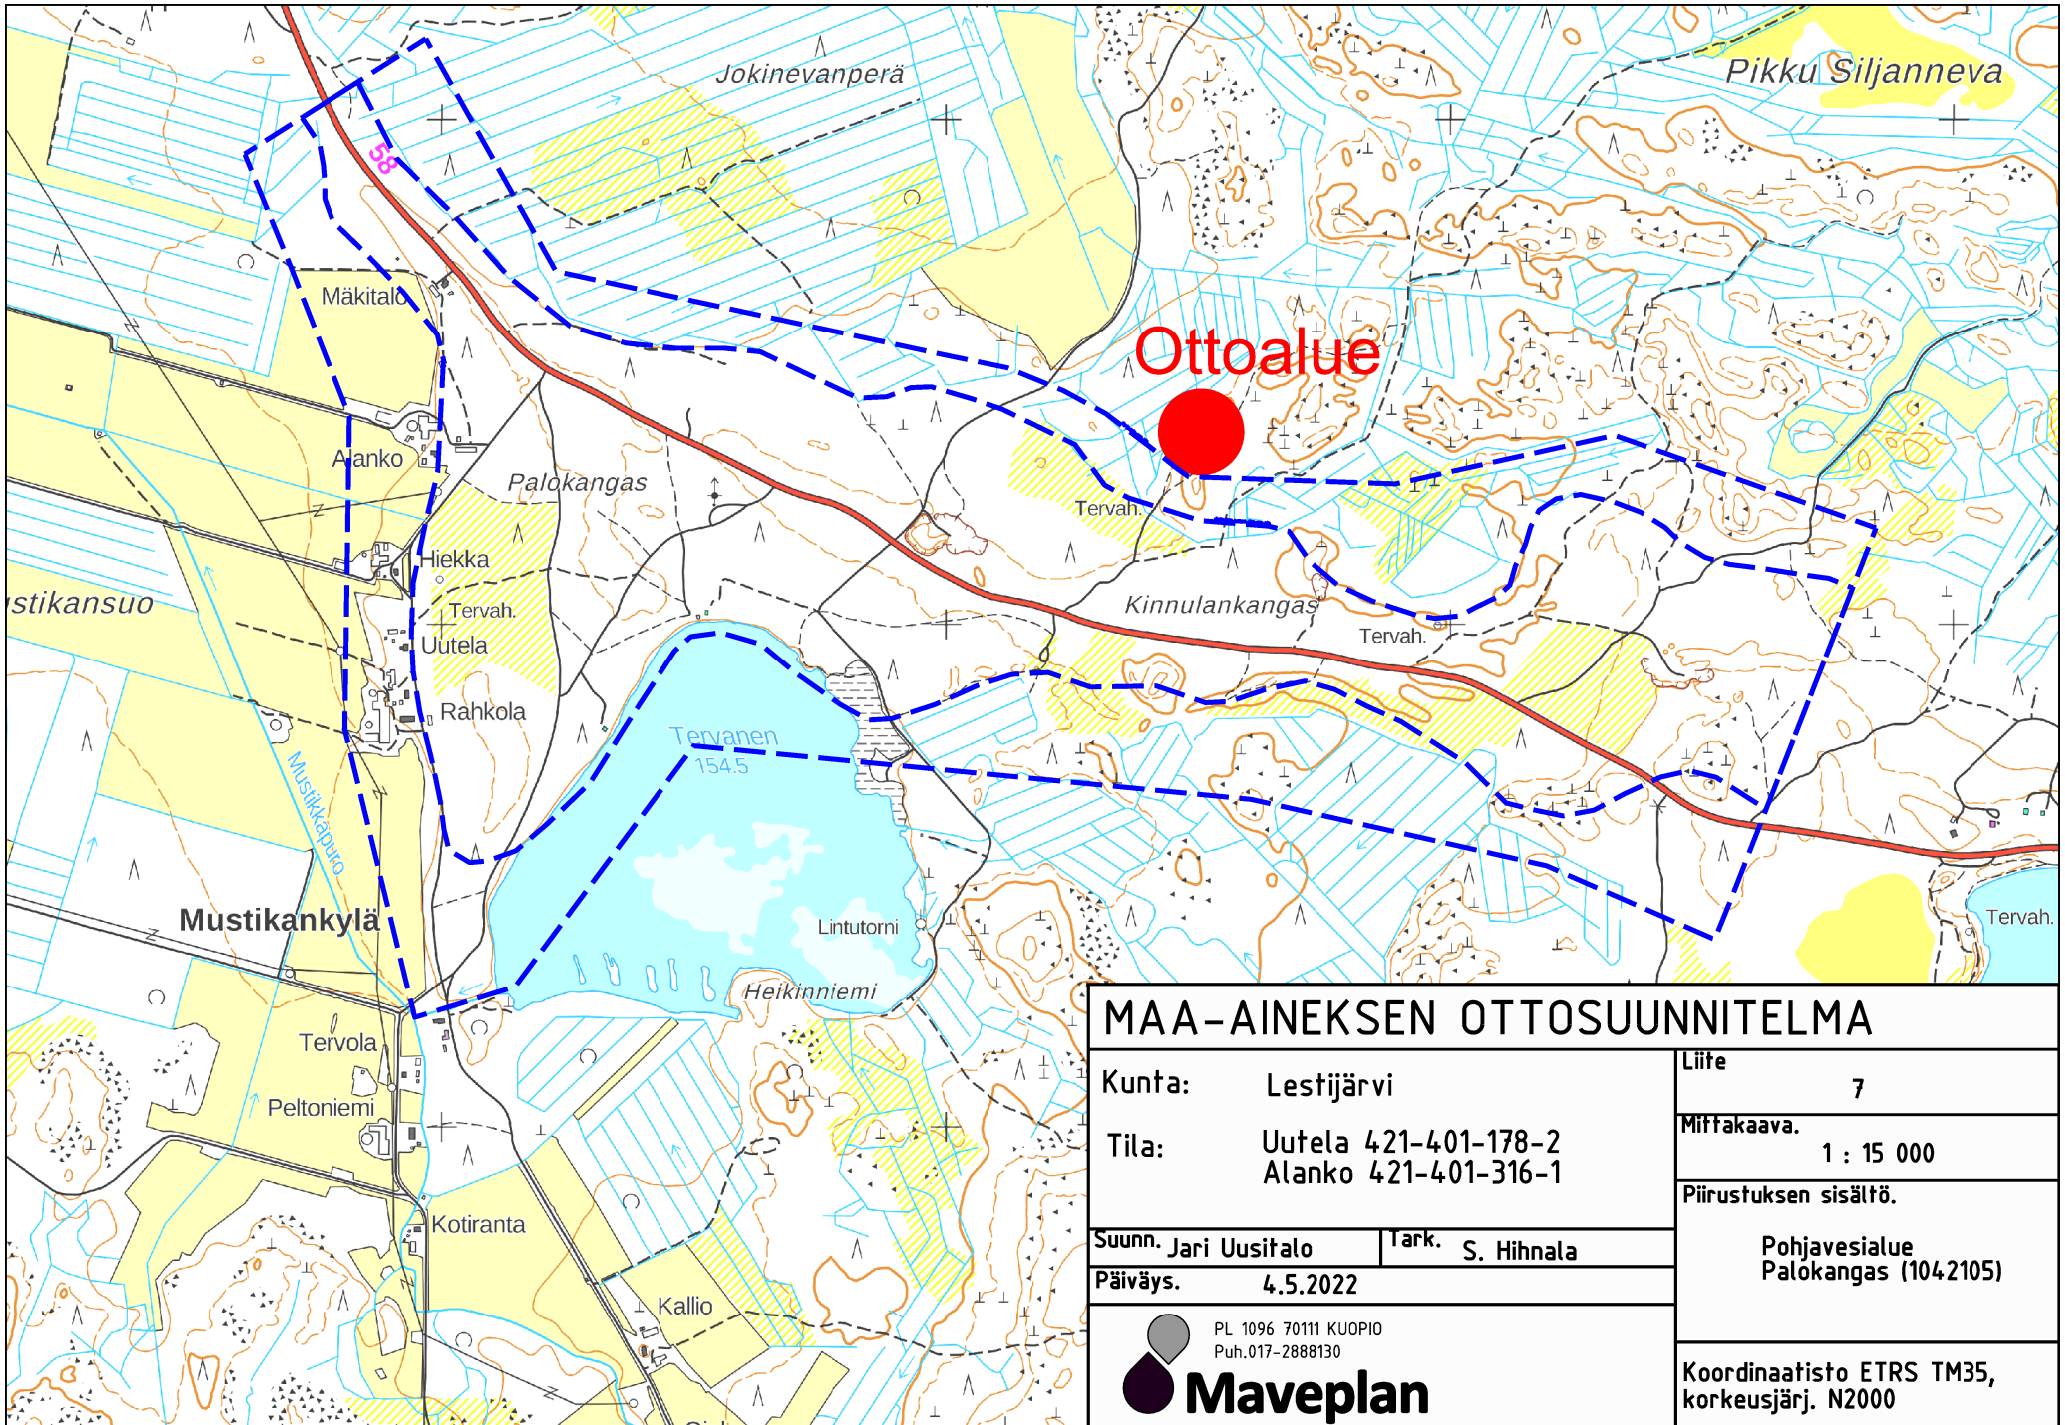 Jokinevanperä
Pikku Siljanneva
58
Mäkitalo
Ottoalue
Alanko
Palokangas
Tervah.
Hiekka
ustikansuo
Tervah.
Kinnulankangas
Uutela
Tervah.
Rahkola
Tervanen
154.5
Mustikkapuro
Mustikankylä
Lintutorni
Tervah.
Heikinniemi
Tervola
Peltoniemi
Kotiranta
Kallio
MAA-AINEKSEN OTTOSUUNNITELMA
Kunta: Lestijärvi
Liite
7
Tila: Uutela 421-401-178-2
Alanko 421-401-316-1
Mittakaava.
1 : 15 000
Piirustuksen sisältö.
Pohjavesialue
Palokangas (1042105)
Suunn. Jari Uusitalo
Tark. S. Hihnala
Päiväys. 4.5.2022
PL 1096 70111 KUOPIO
Puh.017-2888130
Maveplan
Koordinaatisto ETRS TM35,
korkeusjärj. N2000